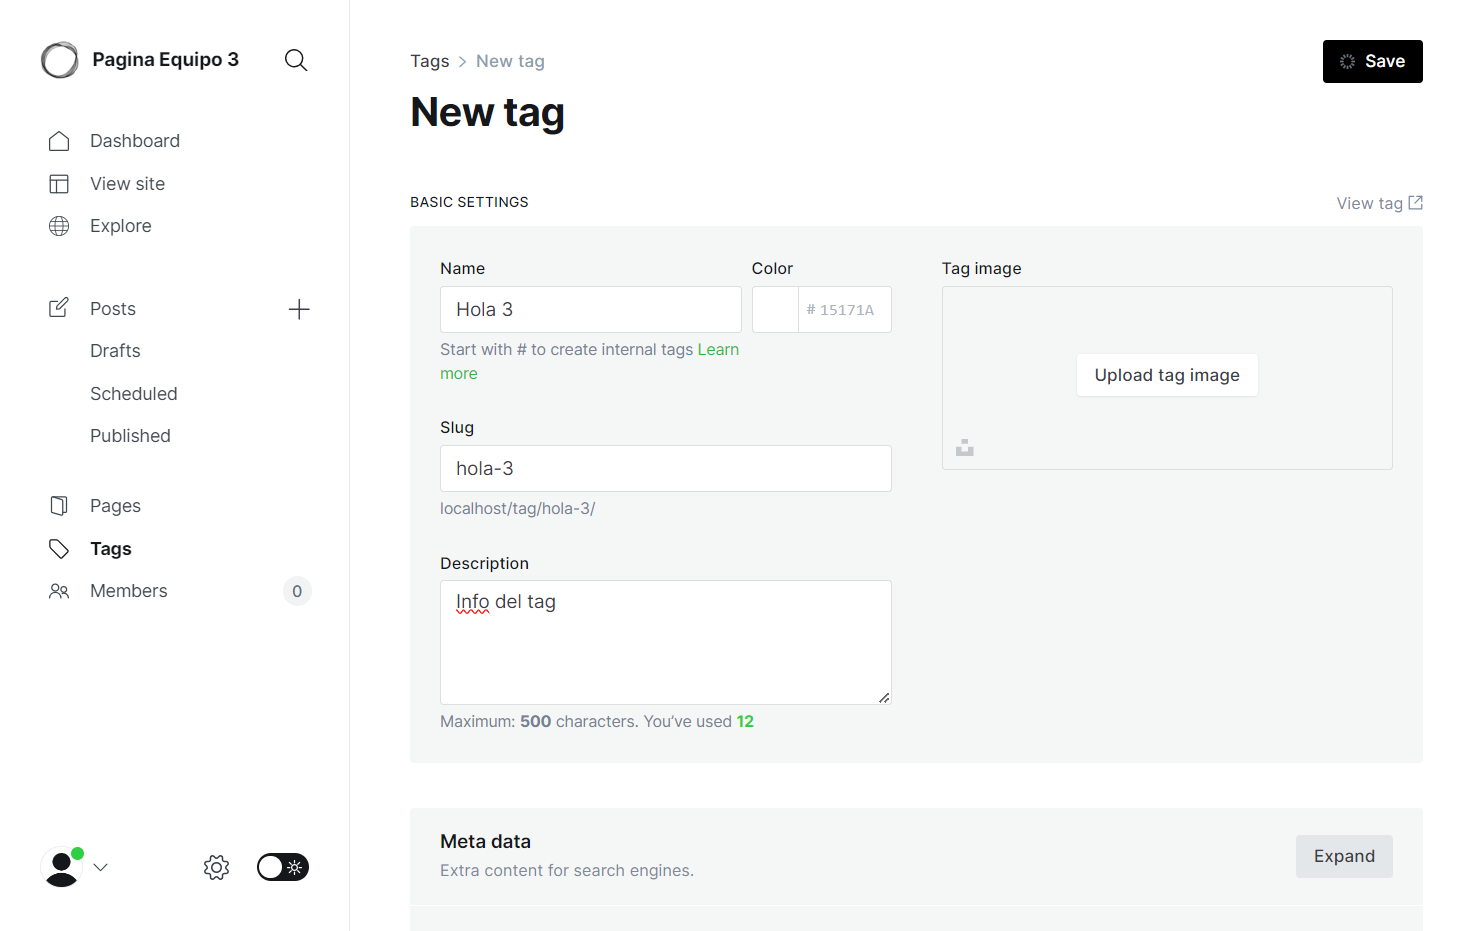 Pagina Equipo 3
Dashboard
View site
Explore
Posts
Drafts
Scheduled
Published
Pages
Tags
Members
0
Tags > New tag
Save
New tag
BASIC SETTINGS
View tag
Name
Hola 3
Start with # to create internal tags Learn
more
Color
# 15171A
Slug
hola-3
localhost/tag/hola-3/
Description
Info del tag
Maximum: 500 characters. You've used 12
Tag image
Upload tag image
Meta data
Extra content for search engines.
Expand